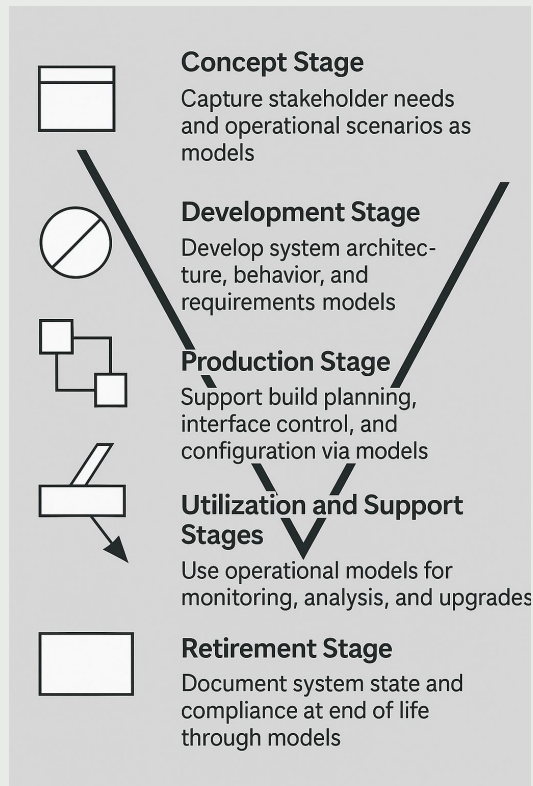 Concept Stage
Capture stakeholder needs
and operational scenarios as
models
Development Stage
Develop system architec-
ture, behavior, and
requirements models
Production Stage
Support build planning,
interface control, and
configuration via models
Utilization and Support
Stages
Use operational models for
monitoring, analysis, and upgrades
Retirement Stage
Document system state and
compliance at end of life
through models